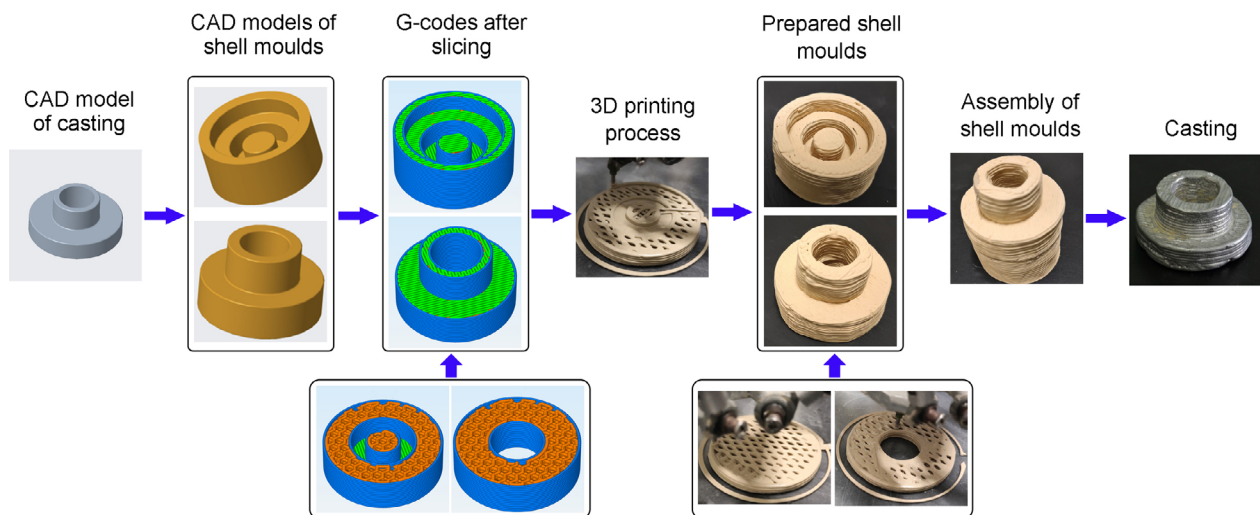 CAD model
of casting
CAD models of
shell moulds
G-codes after
slicing
3D printing
process
Prepared shell
moulds
Assembly of
shell moulds
Casting